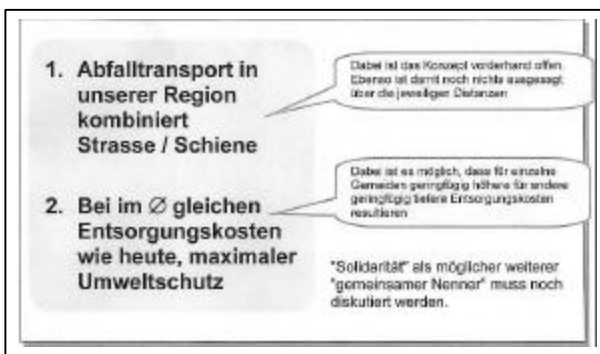 1. Abfalltransport in
unserer Region
kombiniert
Strasse / Schiene
Dabei ist das Konzept vorderhand offen.
Ebenso ist damit noch nichts ausgesagt
über die jeweiligen Distanzen
2. Bei im Ø gleichen
Entsorgungskosten
wie heute, maximaler
Umweltschutz
Dabei ist es möglich, dass für einzelne
Gemeiden geringfügig höhere für andere
geringfügig tiefere Entsorgungskosten
resultieren
"Solidarität" als möglicher weiterer
"gemeinsamer Nenner" muss noch
diskutiert werden.